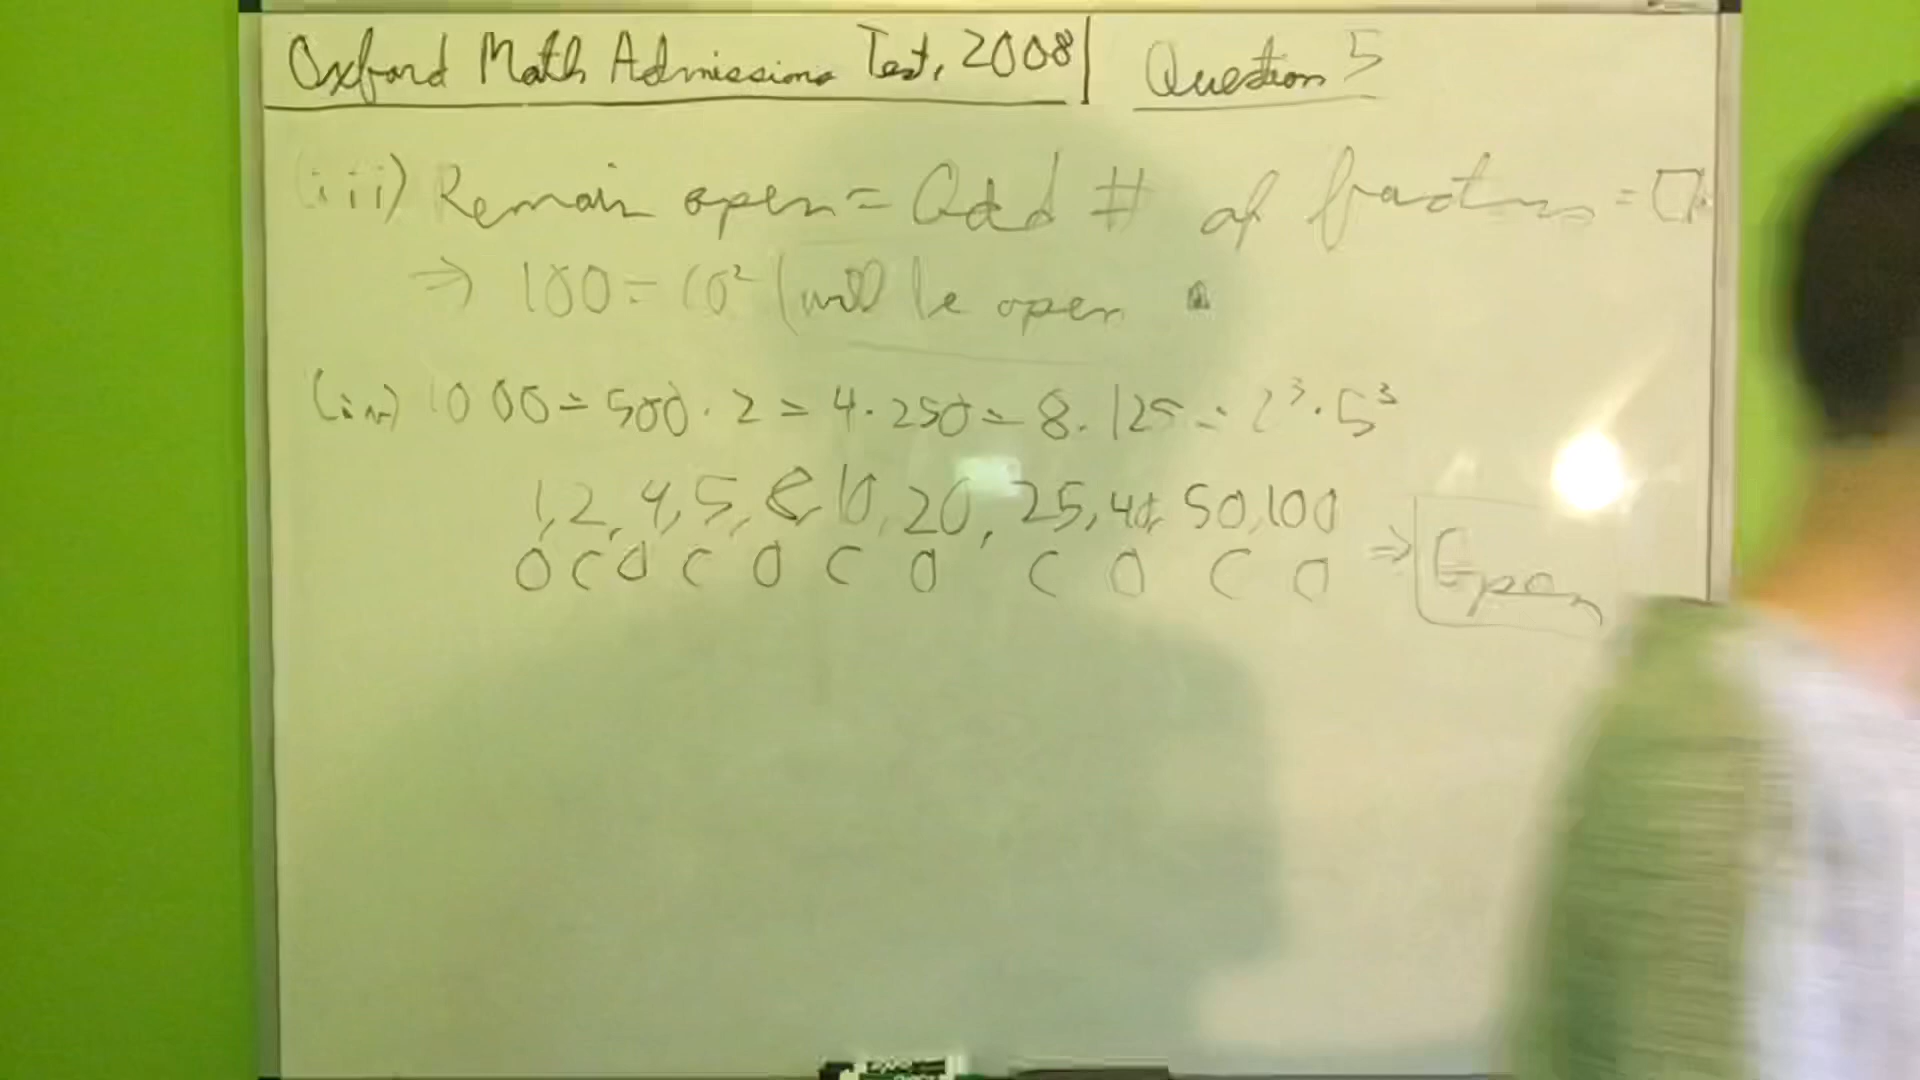 Oxford Math Admissions Test, 2008 | Question 5
(iii) Remain open = Odd # of factors = □
⇒ 100 = 10² will be open
(iv) 1000 = 500 · 2 = 4 · 250 = 8 · 125 = 2³ · 5³
1, 2, 4, 5, 8, 10, 20, 25, 40, 50, 100
O C O C O C O C O C O ⇒ Open